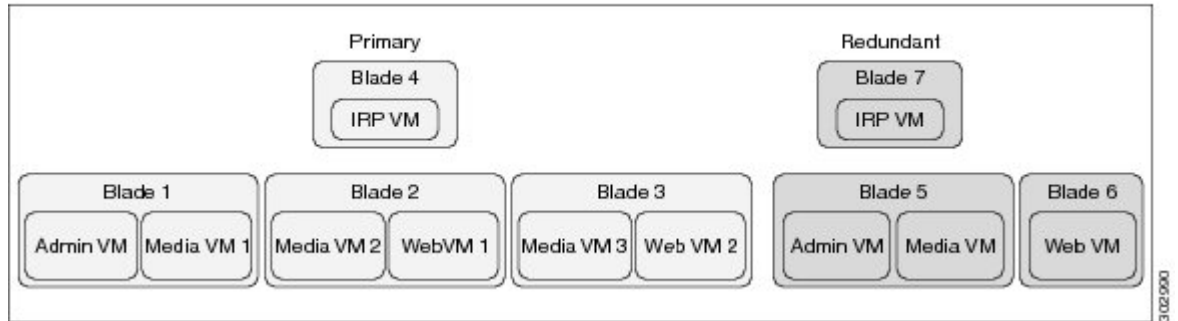 Primary
Redundant
Blade 4
Blade 7
IRP VM
IRP VM
Blade 1
Blade 2
Blade 3
Blade 5
Blade 6
Admin VM
Media VM 1
Media VM 2
WebVM 1
Media VM 3
Web VM 2
Admin VM
Media VM
Web VM
302990